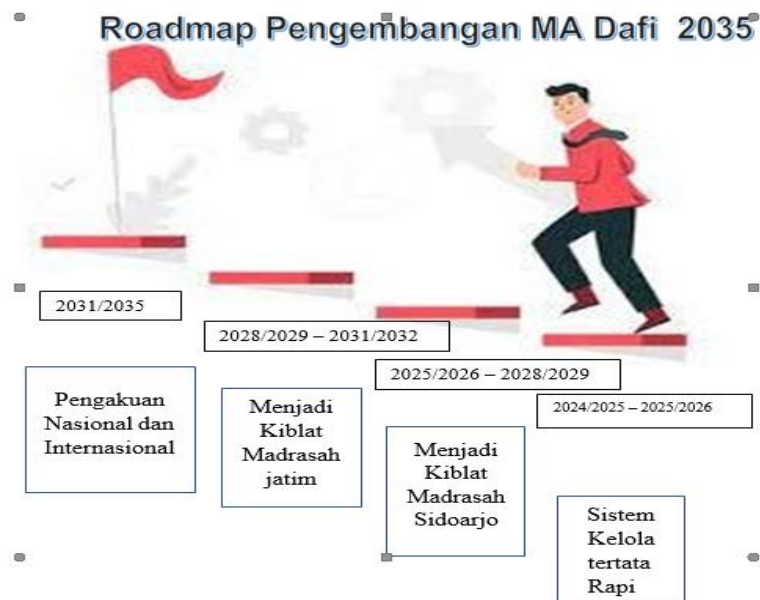 Roadmap Pengembangan MA Dafi 2035
2031/2035
2028/2029 – 2031/2032
2025/2026 – 2028/2029
2024/2025 – 2025/2026
Pengakuan
Nasional dan
Internasional
Menjadi
Kiblat
Madrasah
jatim
Menjadi
Kiblat
Madrasah
Sidoarjo
Sistem
Kelola
tertata
Rapi